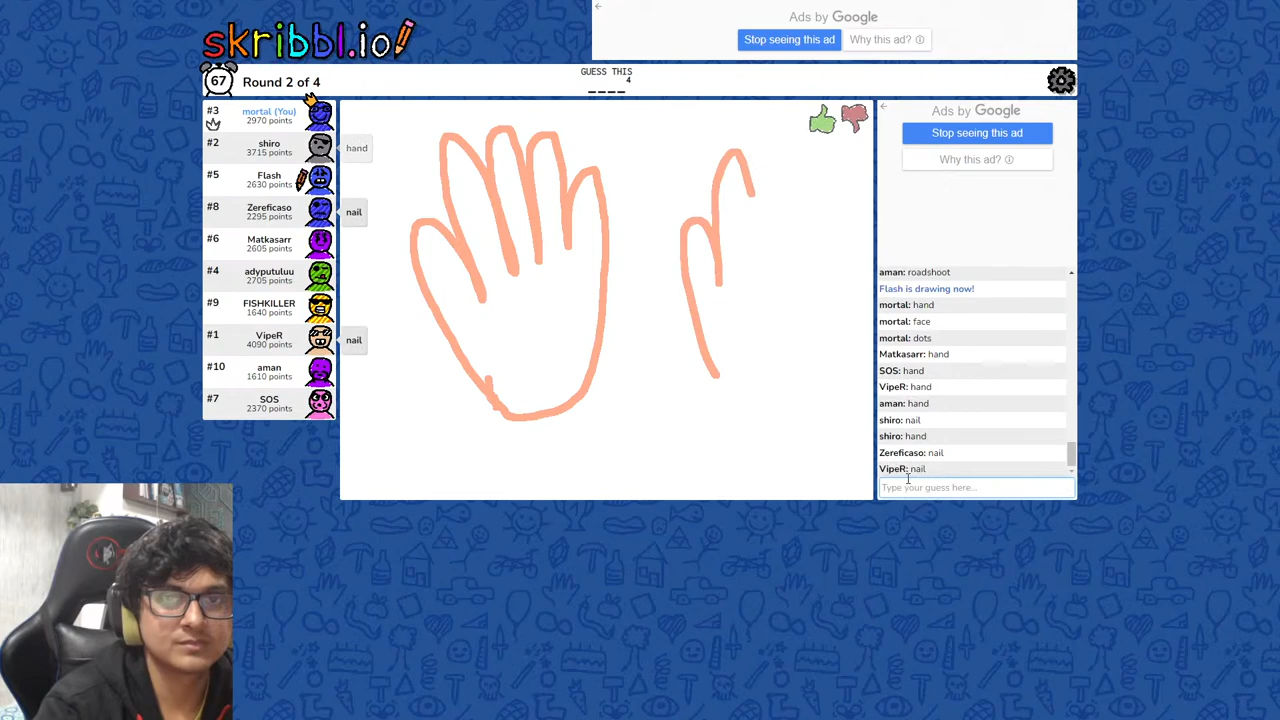 Ads by Google
Stop seeing this ad
Why this ad?
skribbl.io
67
Round 2 of 4
GUESS THIS
4
____
#3
mortal (You)
2970 points
#2
shiro
3715 points
hand
#5
Flash
2630 points
#8
Zereficaso
2295 points
nail
#6
Matkasarr
2605 points
#4
adyputuluu
2705 points
#9
FISHKILLER
1640 points
#1
VipeR
4090 points
nail
#10
aman
1610 points
#7
SOS
2370 points
Ads by Google
Stop seeing this ad
Why this ad?
aman: roadshoot
Flash is drawing now!
mortal: hand
mortal: face
mortal: dots
Matkasarr: hand
SOS: hand
VipeR: hand
aman: hand
shiro: nail
shiro: hand
Zereficaso: nail
VipeR: nail
Type your guess here...